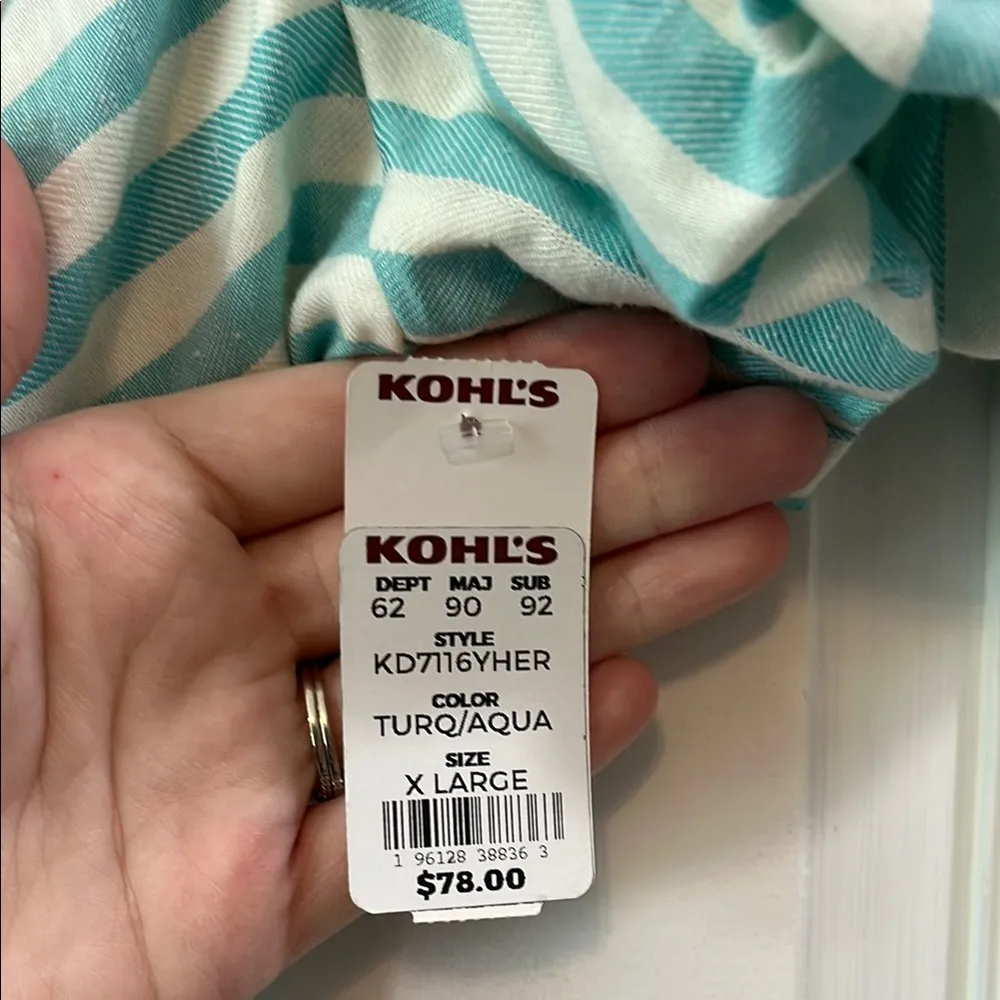 KOHL'S
KOHL'S
DEPT MAJ SUB
62 90 92
STYLE
KD7116YHER
COLOR
TURQ/AQUA
SIZE
X LARGE
1 96128 38836 3
$78.00